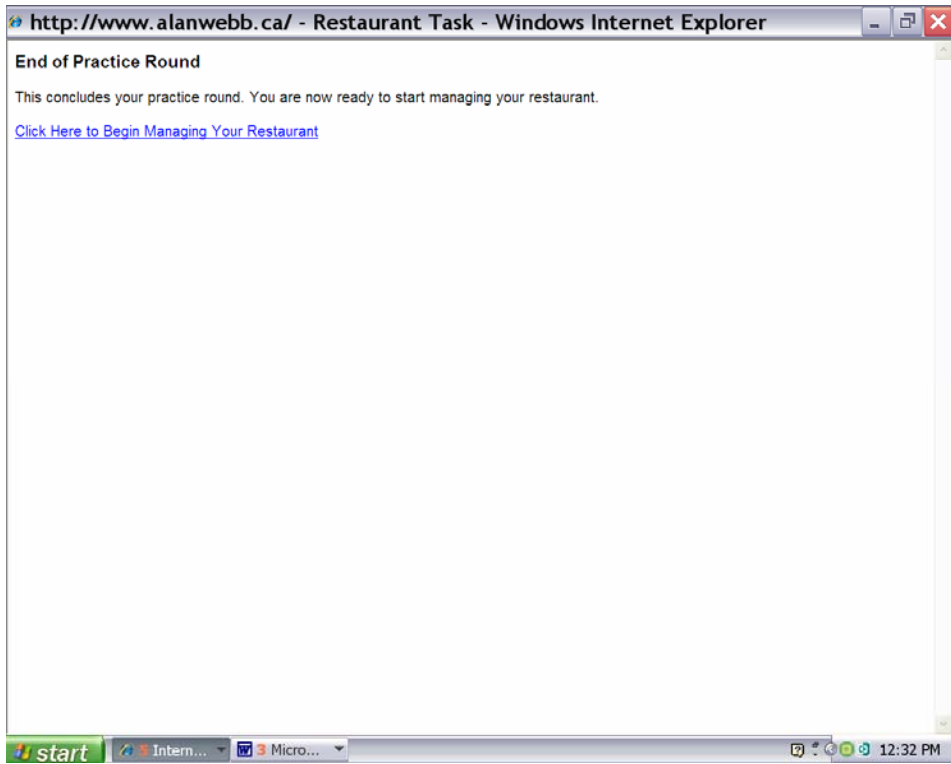 http://www.alanwebb.ca/ - Restaurant Task - Windows Internet Explorer
End of Practice Round
This concludes your practice round. You are now ready to start managing your restaurant.
Click Here to Begin Managing Your Restaurant
start 5 Intern... 3 Micro... 12:32 PM